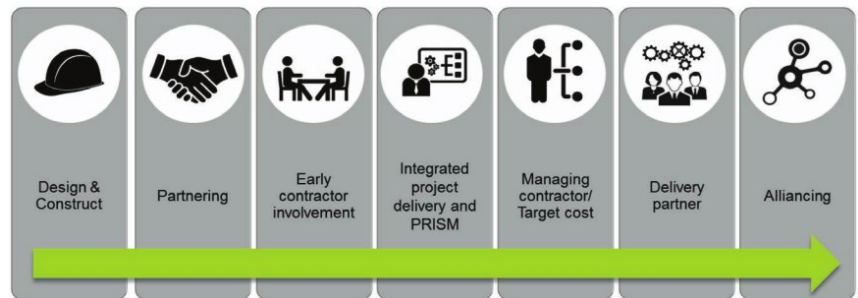 Design &
Construct
Partnering
Early
contractor
involvement
Integrated
project
delivery and
PRISM
Managing
contractor/
Target cost
Delivery
partner
Alliancing